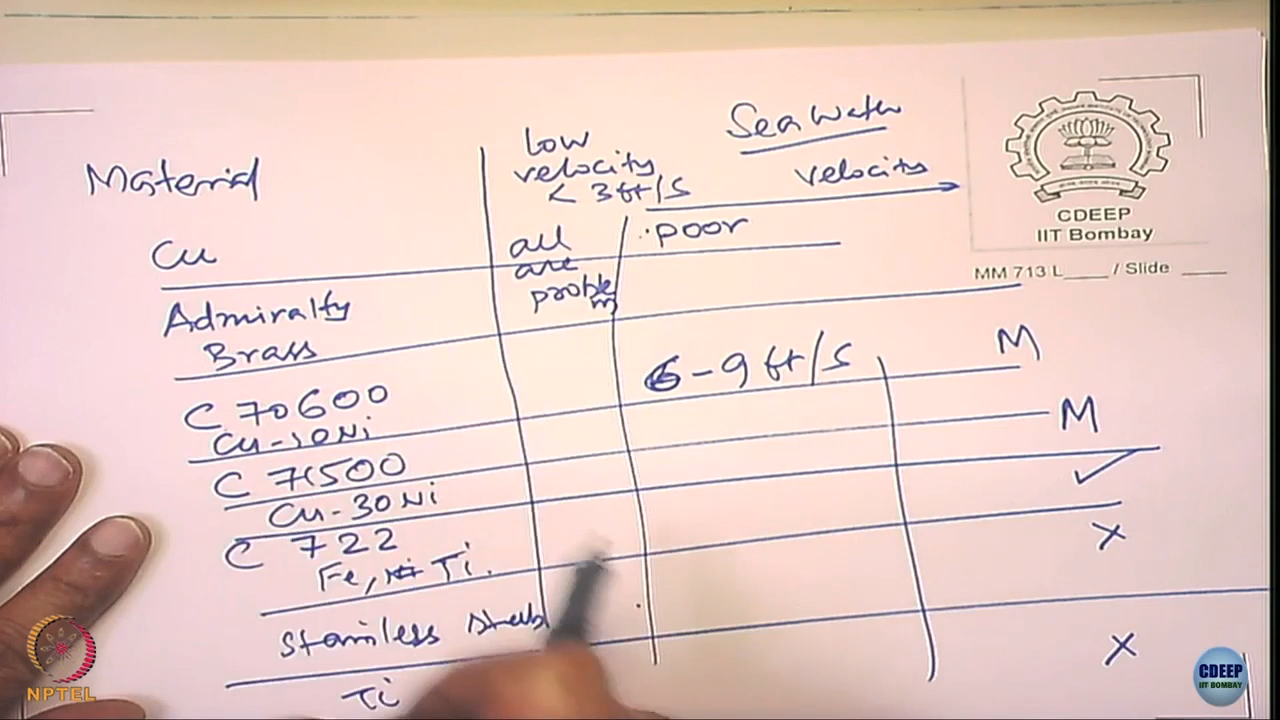 Sea Water
Low
velocity
< 3 ft/S
velocity
Material
CDEEP
IIT Bombay
MM 713 L____ / Slide ____
Cu
all
are
problem
poor
Admiralty
Brass
6 - 9 ft/S
M
C 70600
Cu-10Ni
M
C 71500
Cu-30Ni
✓
C 722
Fe, Ti.
X
Stainless Steels
X
Ti
NPTEL
CDEEP
IIT BOMBAY